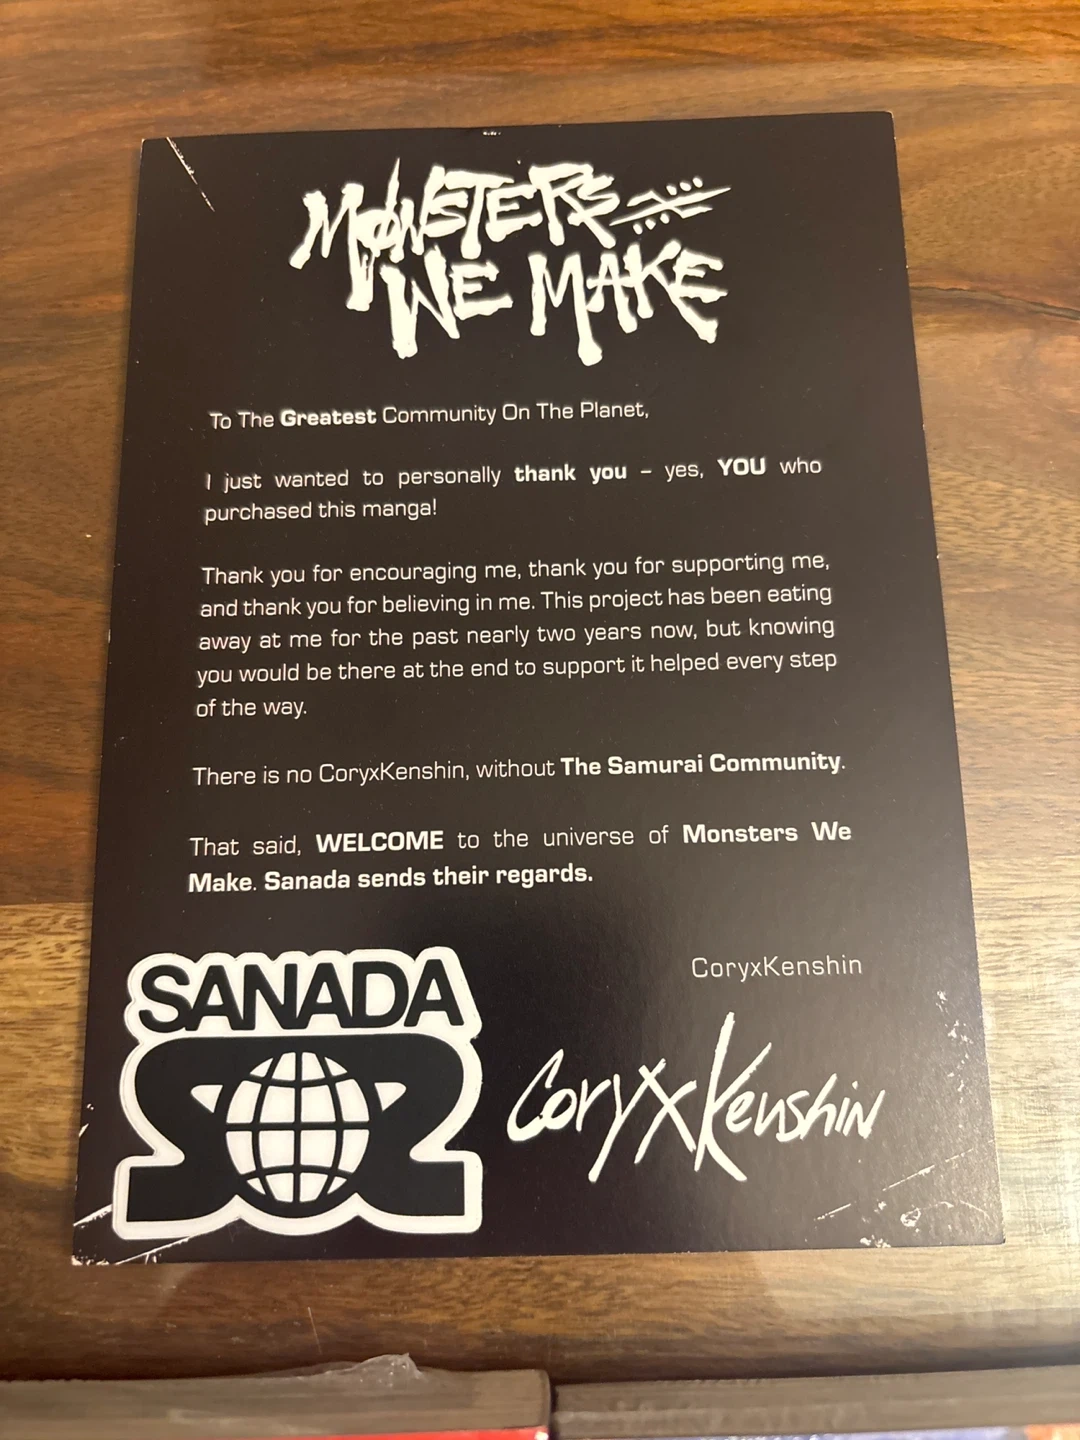 MONSTERS
WE MAKE
To The Greatest Community On The Planet,
I just wanted to personally thank you – yes, YOU who
purchased this manga!
Thank you for encouraging me, thank you for supporting me,
and thank you for believing in me. This project has been eating
away at me for the past nearly two years now, but knowing
you would be there at the end to support it helped every step
of the way.
There is no CoryxKenshin, without The Samurai Community.
That said, WELCOME to the universe of Monsters We
Make. Sanada sends their regards.
CoryxKenshin
SANADA
CoryxKenshin